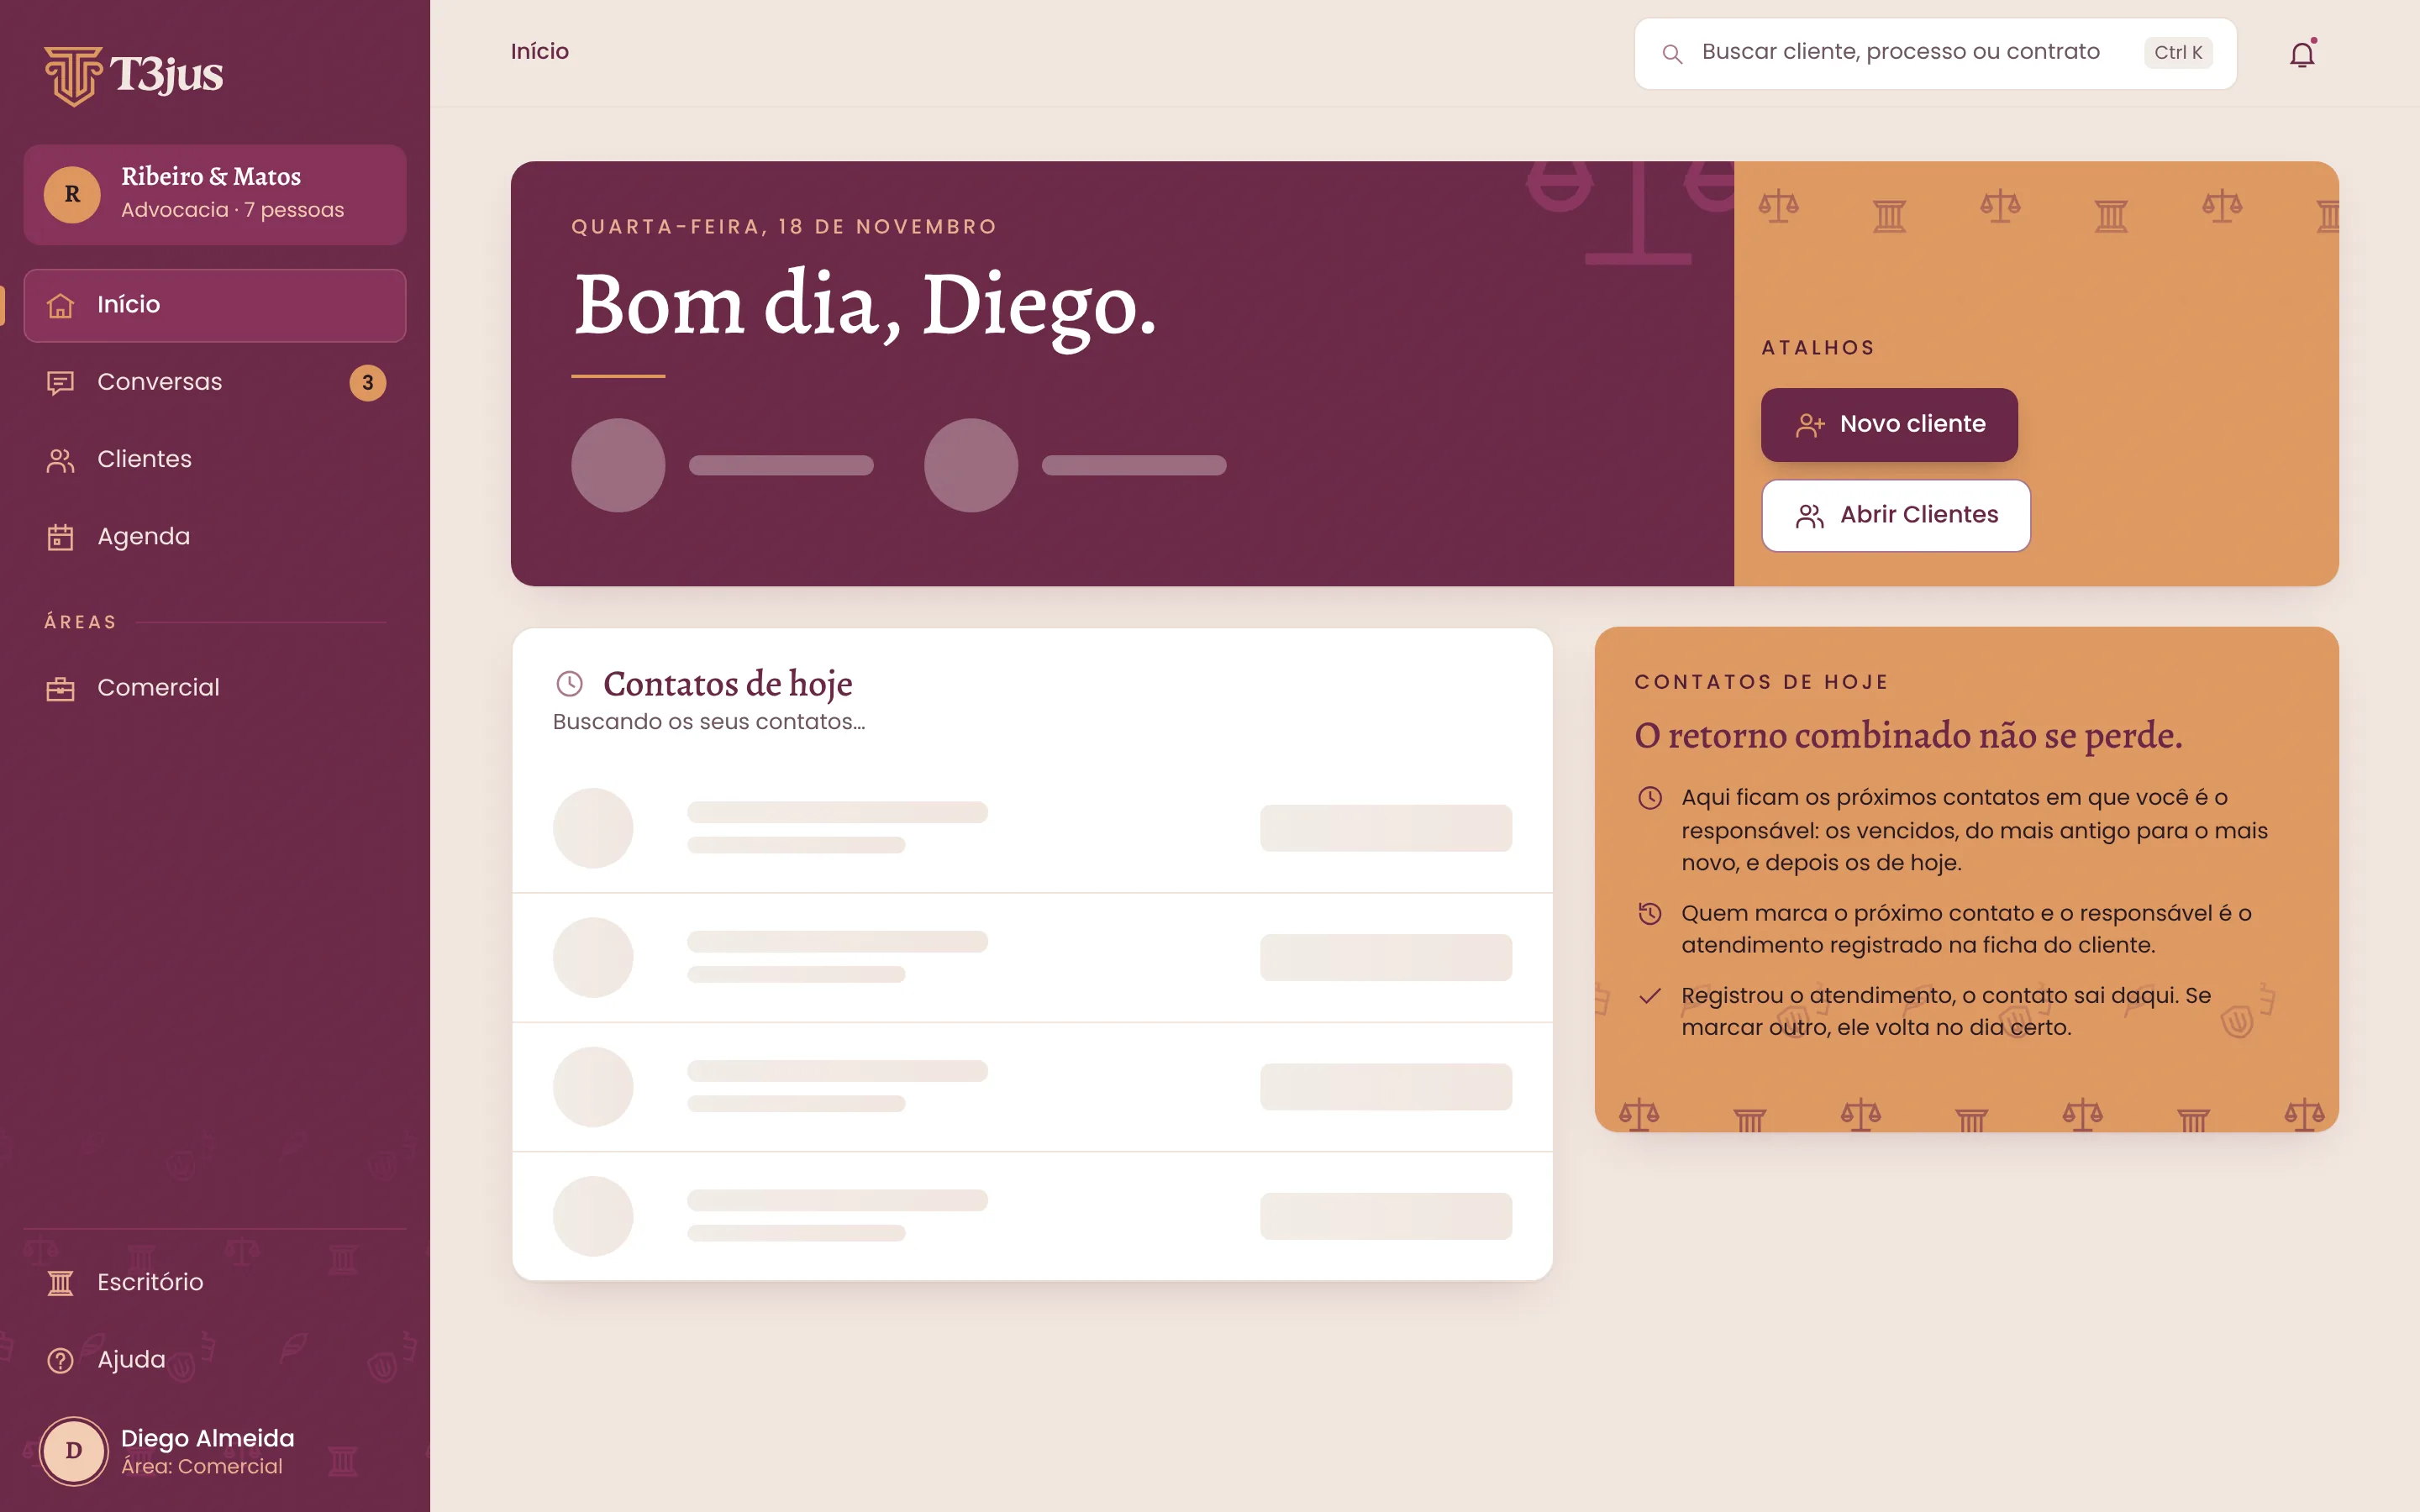 T3jus
R
Ribeiro & Matos
Advocacia · 7 pessoas
Início
Conversas
3
Clientes
Agenda
ÁREAS
Comercial
Escritório
Ajuda
D
Diego Almeida
Área: Comercial
Início
Buscar cliente, processo ou contrato
Ctrl K
QUARTA-FEIRA, 18 DE NOVEMBRO
Bom dia, Diego.
ATALHOS
Novo cliente
Abrir Clientes
Contatos de hoje
Buscando os seus contatos...
CONTATOS DE HOJE
O retorno combinado não se perde.
Aqui ficam os próximos contatos em que você é o
responsável: os vencidos, do mais antigo para o mais
novo, e depois os de hoje.
Quem marca o próximo contato e o responsável é o
atendimento registrado na ficha do cliente.
Registrou o atendimento, o contato sai daqui. Se
marcar outro, ele volta no dia certo.